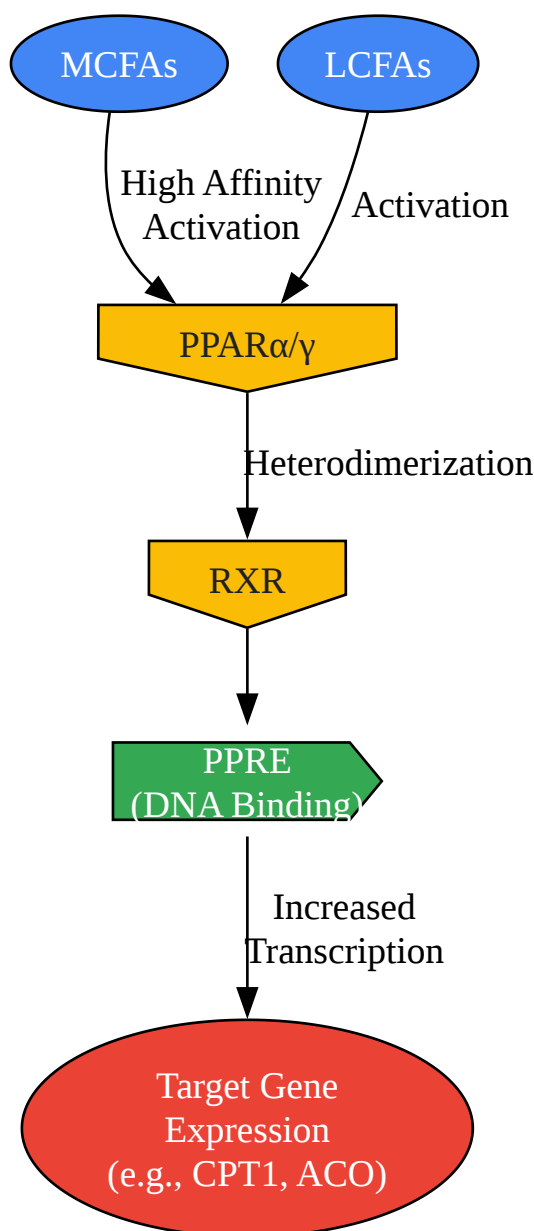 MCFAs
LCFAs
High Affinity
Activation
Activation
PPARα/γ
Heterodimerization
RXR
PPRE
(DNA Binding)
Increased
Transcription
Target Gene
Expression
(e.g., CPT1, ACO)